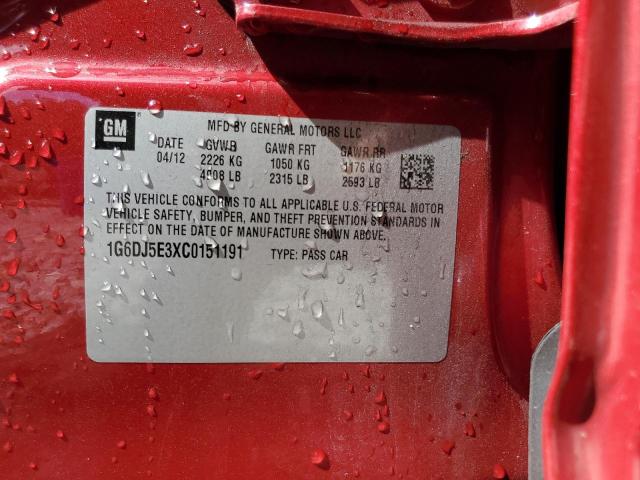 GM
MFD BY GENERAL MOTORS LLC
DATE GVWR GAWR FRT GAWR RR
04/12 2226 KG 1050 KG 1176 KG
4908 LB 2315 LB 2593 LB
THIS VEHICLE CONFORMS TO ALL APPLICABLE U.S. FEDERAL MOTOR
VEHICLE SAFETY, BUMPER, AND THEFT PREVENTION STANDARDS
IN EFFECT ON THE DATE OF MANUFACTURE SHOWN ABOVE.
1G6DJ5E3XC0151191 TYPE: PASS CAR